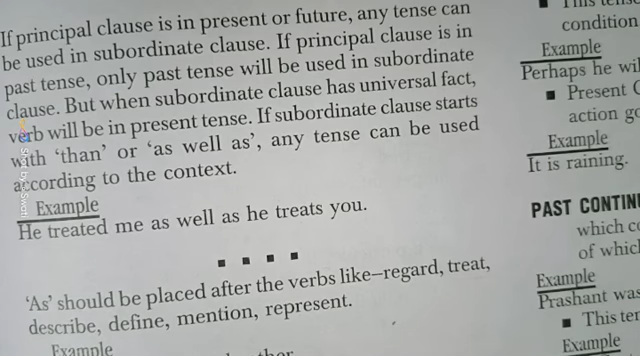 If principal clause is in present or future, any tense can
be used in subordinate clause. If principal clause is in
past tense, only past tense will be used in subordinate
clause. But when subordinate clause has universal fact,
verb will be in present tense. If subordinate clause starts
with ‘than’ or ‘as well as’, any tense can be used
according to the context.
Example
He treated me as well as he treats you.
‘As’ should be placed after the verbs like–regard, treat,
describe, define, mention, represent.
Example
condition
Example
Perhaps he
Present
action
Example
It is raining.
PAST
which
of
Example
Prashant was
This
Example